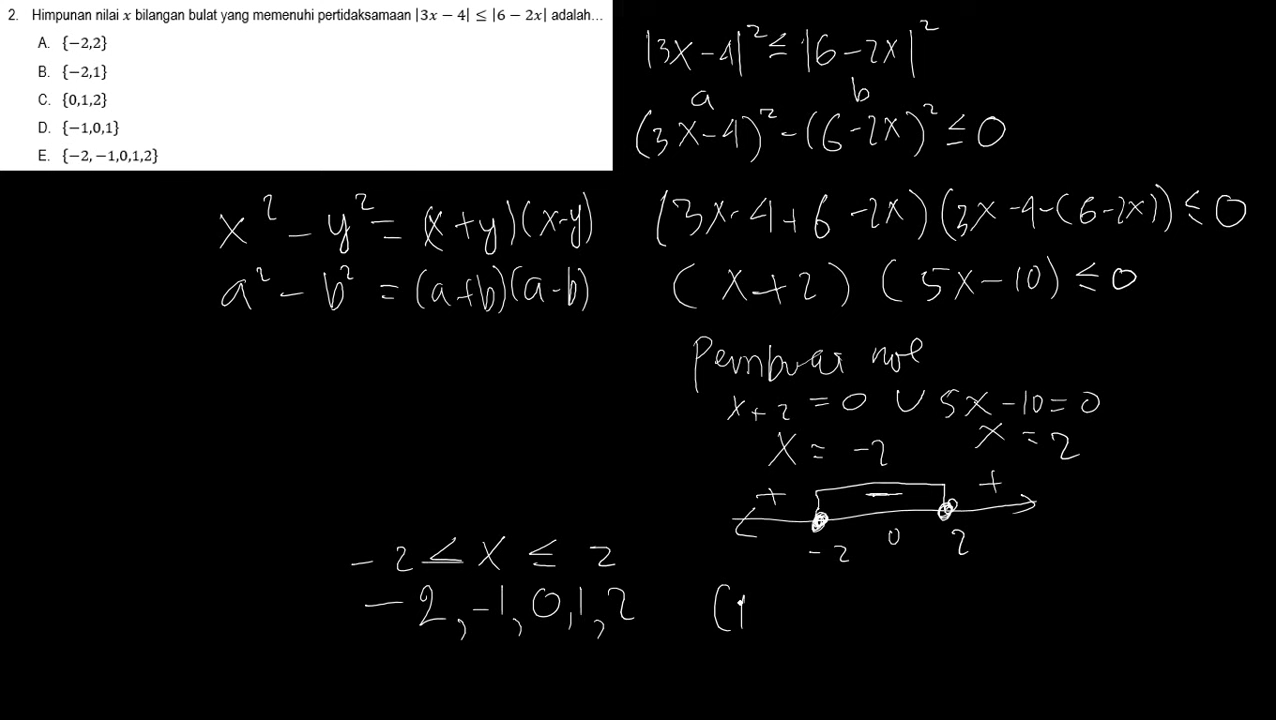 2. Himpunan nilai x bilangan bulat yang memenuhi pertidaksamaan |3x − 4| ≤ |6 − 2x| adalah…
A. {−2,2}
B. {−2,1}
C. {0,1,2}
D. {−1,0,1}
E. {−2, −1,0,1,2}
|3x-4|² ≤ |6-2x|²
a b
(3x-4)² - (6-2x)² ≤ 0
x² - y² = (x+y)(x-y)
a² - b² = (a+b)(a-b)
(3x-4+6-2x)(3x-4-(6-2x)) ≤ 0
(x+2) (5x-10) ≤ 0
Pembuat nol
x+2 = 0 ∪ 5x-10=0
x = -2 x = 2
+ - +
-2 0 2
-2 ≤ x ≤ 2
-2,-1,0,1,2